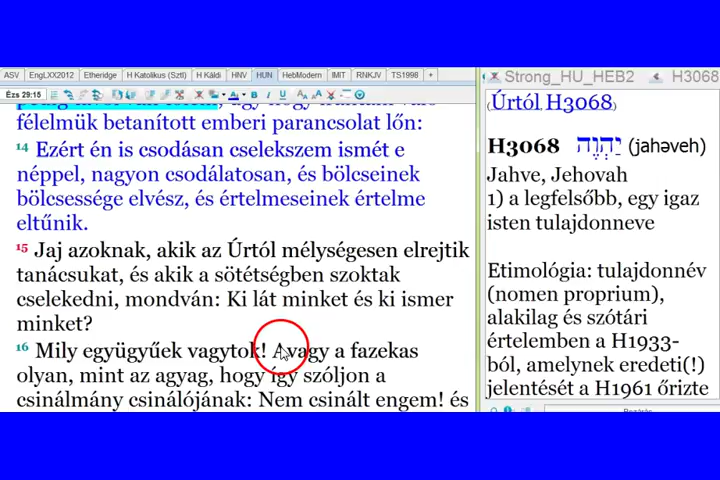 ASV EngLXX2012 Etheridge H Katolikus (SztI) H Káldi HNV HUN HebModern IMIT RNKJV TS1998 +
Ézs 29:15
félelmük betanított emberi parancsolat lőn:
14 Ezért én is csodásan cselekszem ismét e
néppel, nagyon csodálatosan, és bölcseinek
bölcsessége elvész, és értelmeseinek értelme
eltűnik.
15 Jaj azoknak, akik az Úrtól mélységesen elrejtik
tanácsukat, és akik a sötétségben szoktak
cselekedni, mondván: Ki lát minket és ki ismer
minket?
16 Mily együgyűek vagytok! Avagy a fazekas
olyan, mint az agyag, hogy így szóljon a
csinálmány csinálójának: Nem csinált engem! és
Strong_HU_HEB2 H3068
(Úrtól H3068)
H3068 יַהְוֶה (jahəveh)
Jahve, Jehovah
1) a legfelsőbb, egy igaz
isten tulajdonneve
Etimológia: tulajdonnév
(nomen proprium),
alakilag és szótári
értelemben a H1933-
ból, amelynek eredeti(!)
jelentését a H1961 őrizte